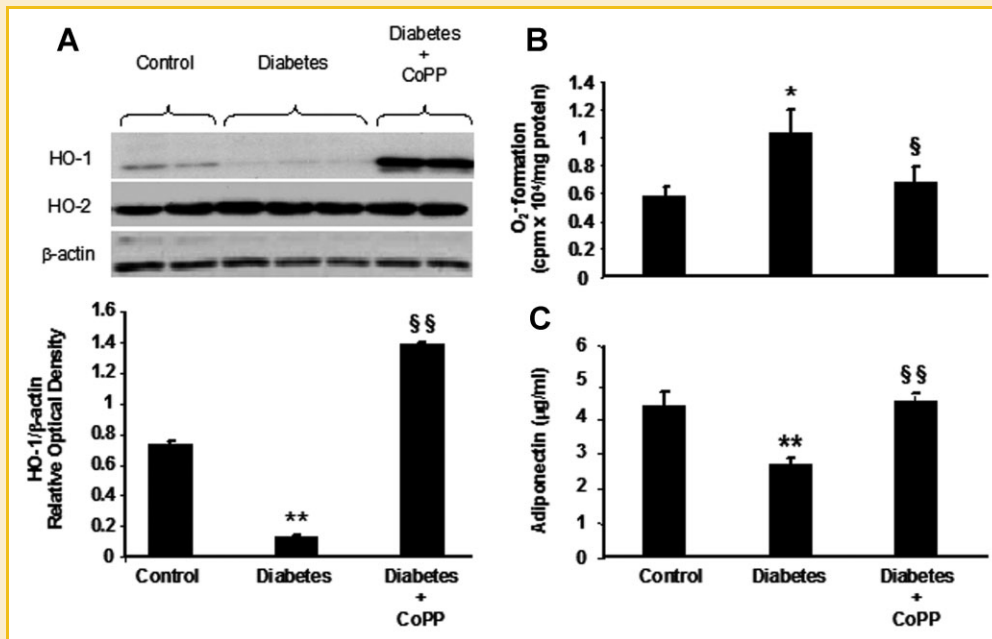 A
Control
Diabetes
Diabetes
+
CoPP
HO-1
HO-2
β-actin
HO-1/β-actin
Relative Optical Density
1.6
1.4
1.2
1
0.8
0.6
0.4
0.2
0
**
§§
Control
Diabetes
Diabetes
+
CoPP
B
O₂⁻ formation
(cpm x 10⁴/mg protein)
1.4
1.2
1
0.8
0.6
0.4
0.2
0
*
§
C
Adiponectin (µg/ml)
6
5
4
3
2
1
0
**
§§
Control
Diabetes
Diabetes
+
CoPP